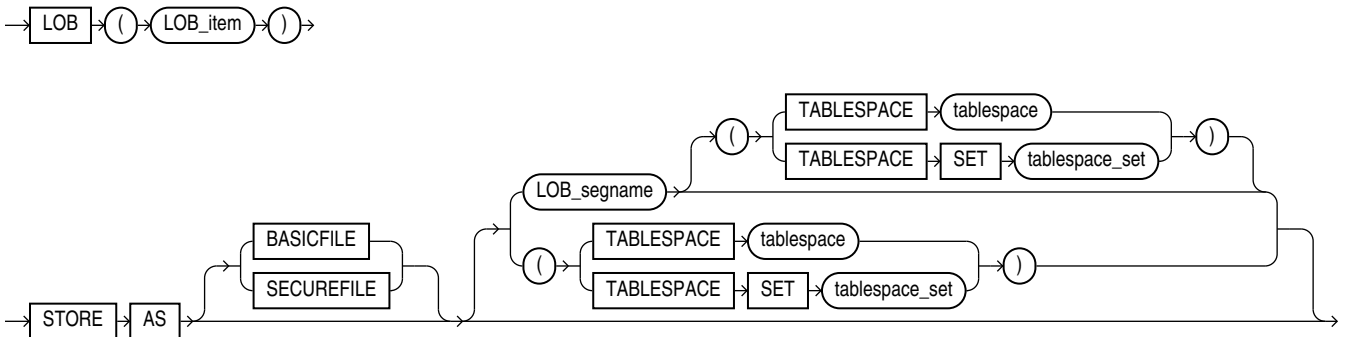 LOB ( LOB_item )
TABLESPACE tablespace
( )
TABLESPACE SET tablespace_set
LOB_segname
BASICFILE TABLESPACE tablespace
( )
SECUREFILE TABLESPACE SET tablespace_set
STORE AS